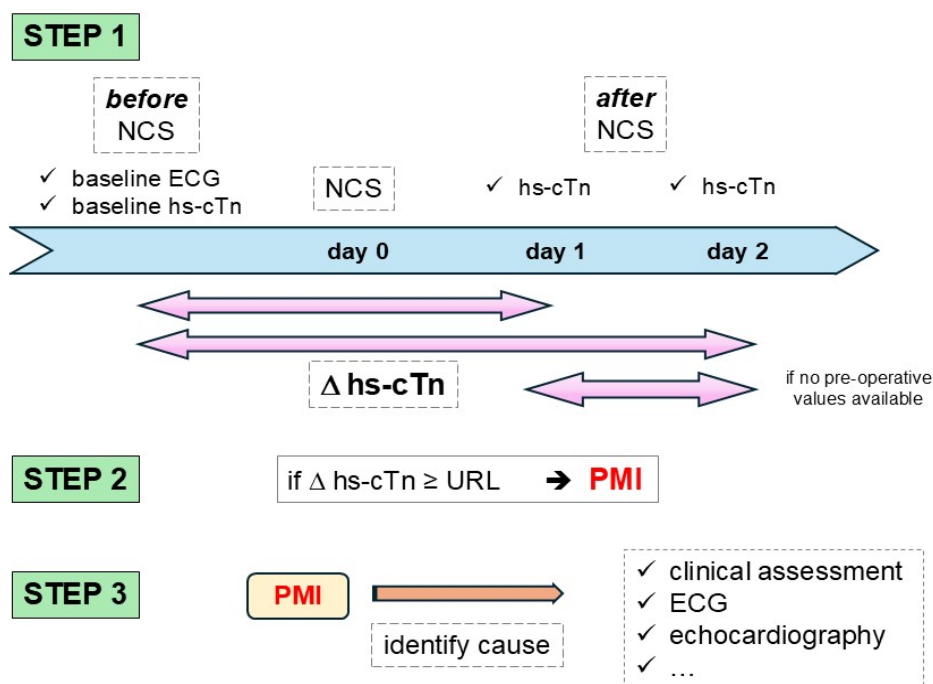 STEP 1
before
NCS
after
NCS
✓ baseline ECG
✓ baseline hs-cTn
NCS
✓ hs-cTn
✓ hs-cTn
day 0
day 1
day 2
Δ hs-cTn
if no pre-operative
values available
STEP 2
if Δ hs-cTn ≥ URL ➔ PMI
STEP 3
PMI
identify cause
✓ clinical assessment
✓ ECG
✓ echocardiography
✓ ...